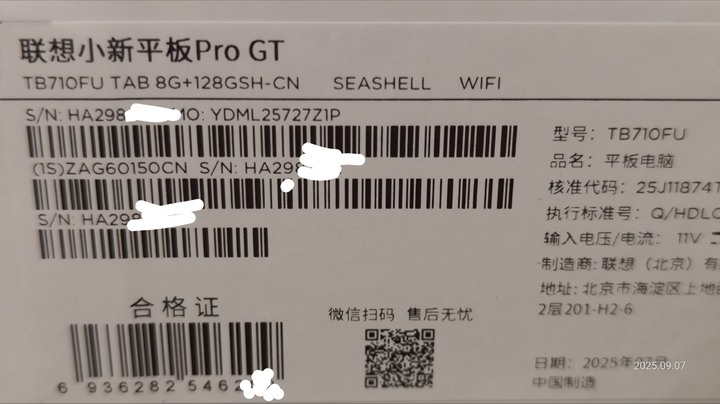 联想小新平板Pro GT
TB710FU TAB 8G+128GSH-CN SEASHELL WIFI
S/N: HA298 MO: YDML25727Z1P
(1S)ZAG60150CN S/N: HA298
S/N: HA298
合格证
6 936282 5462
微信扫码 售后无忧
型号: TB710FU
品名: 平板电脑
核准代码: 25J118741
执行标准号: Q/HDLC
输入电压/电流: 11V
制造商: 联想（北京）有
地址: 北京市海淀区上地
2层201-H2-6
日期: 2025年
中国制造
2025.09.07